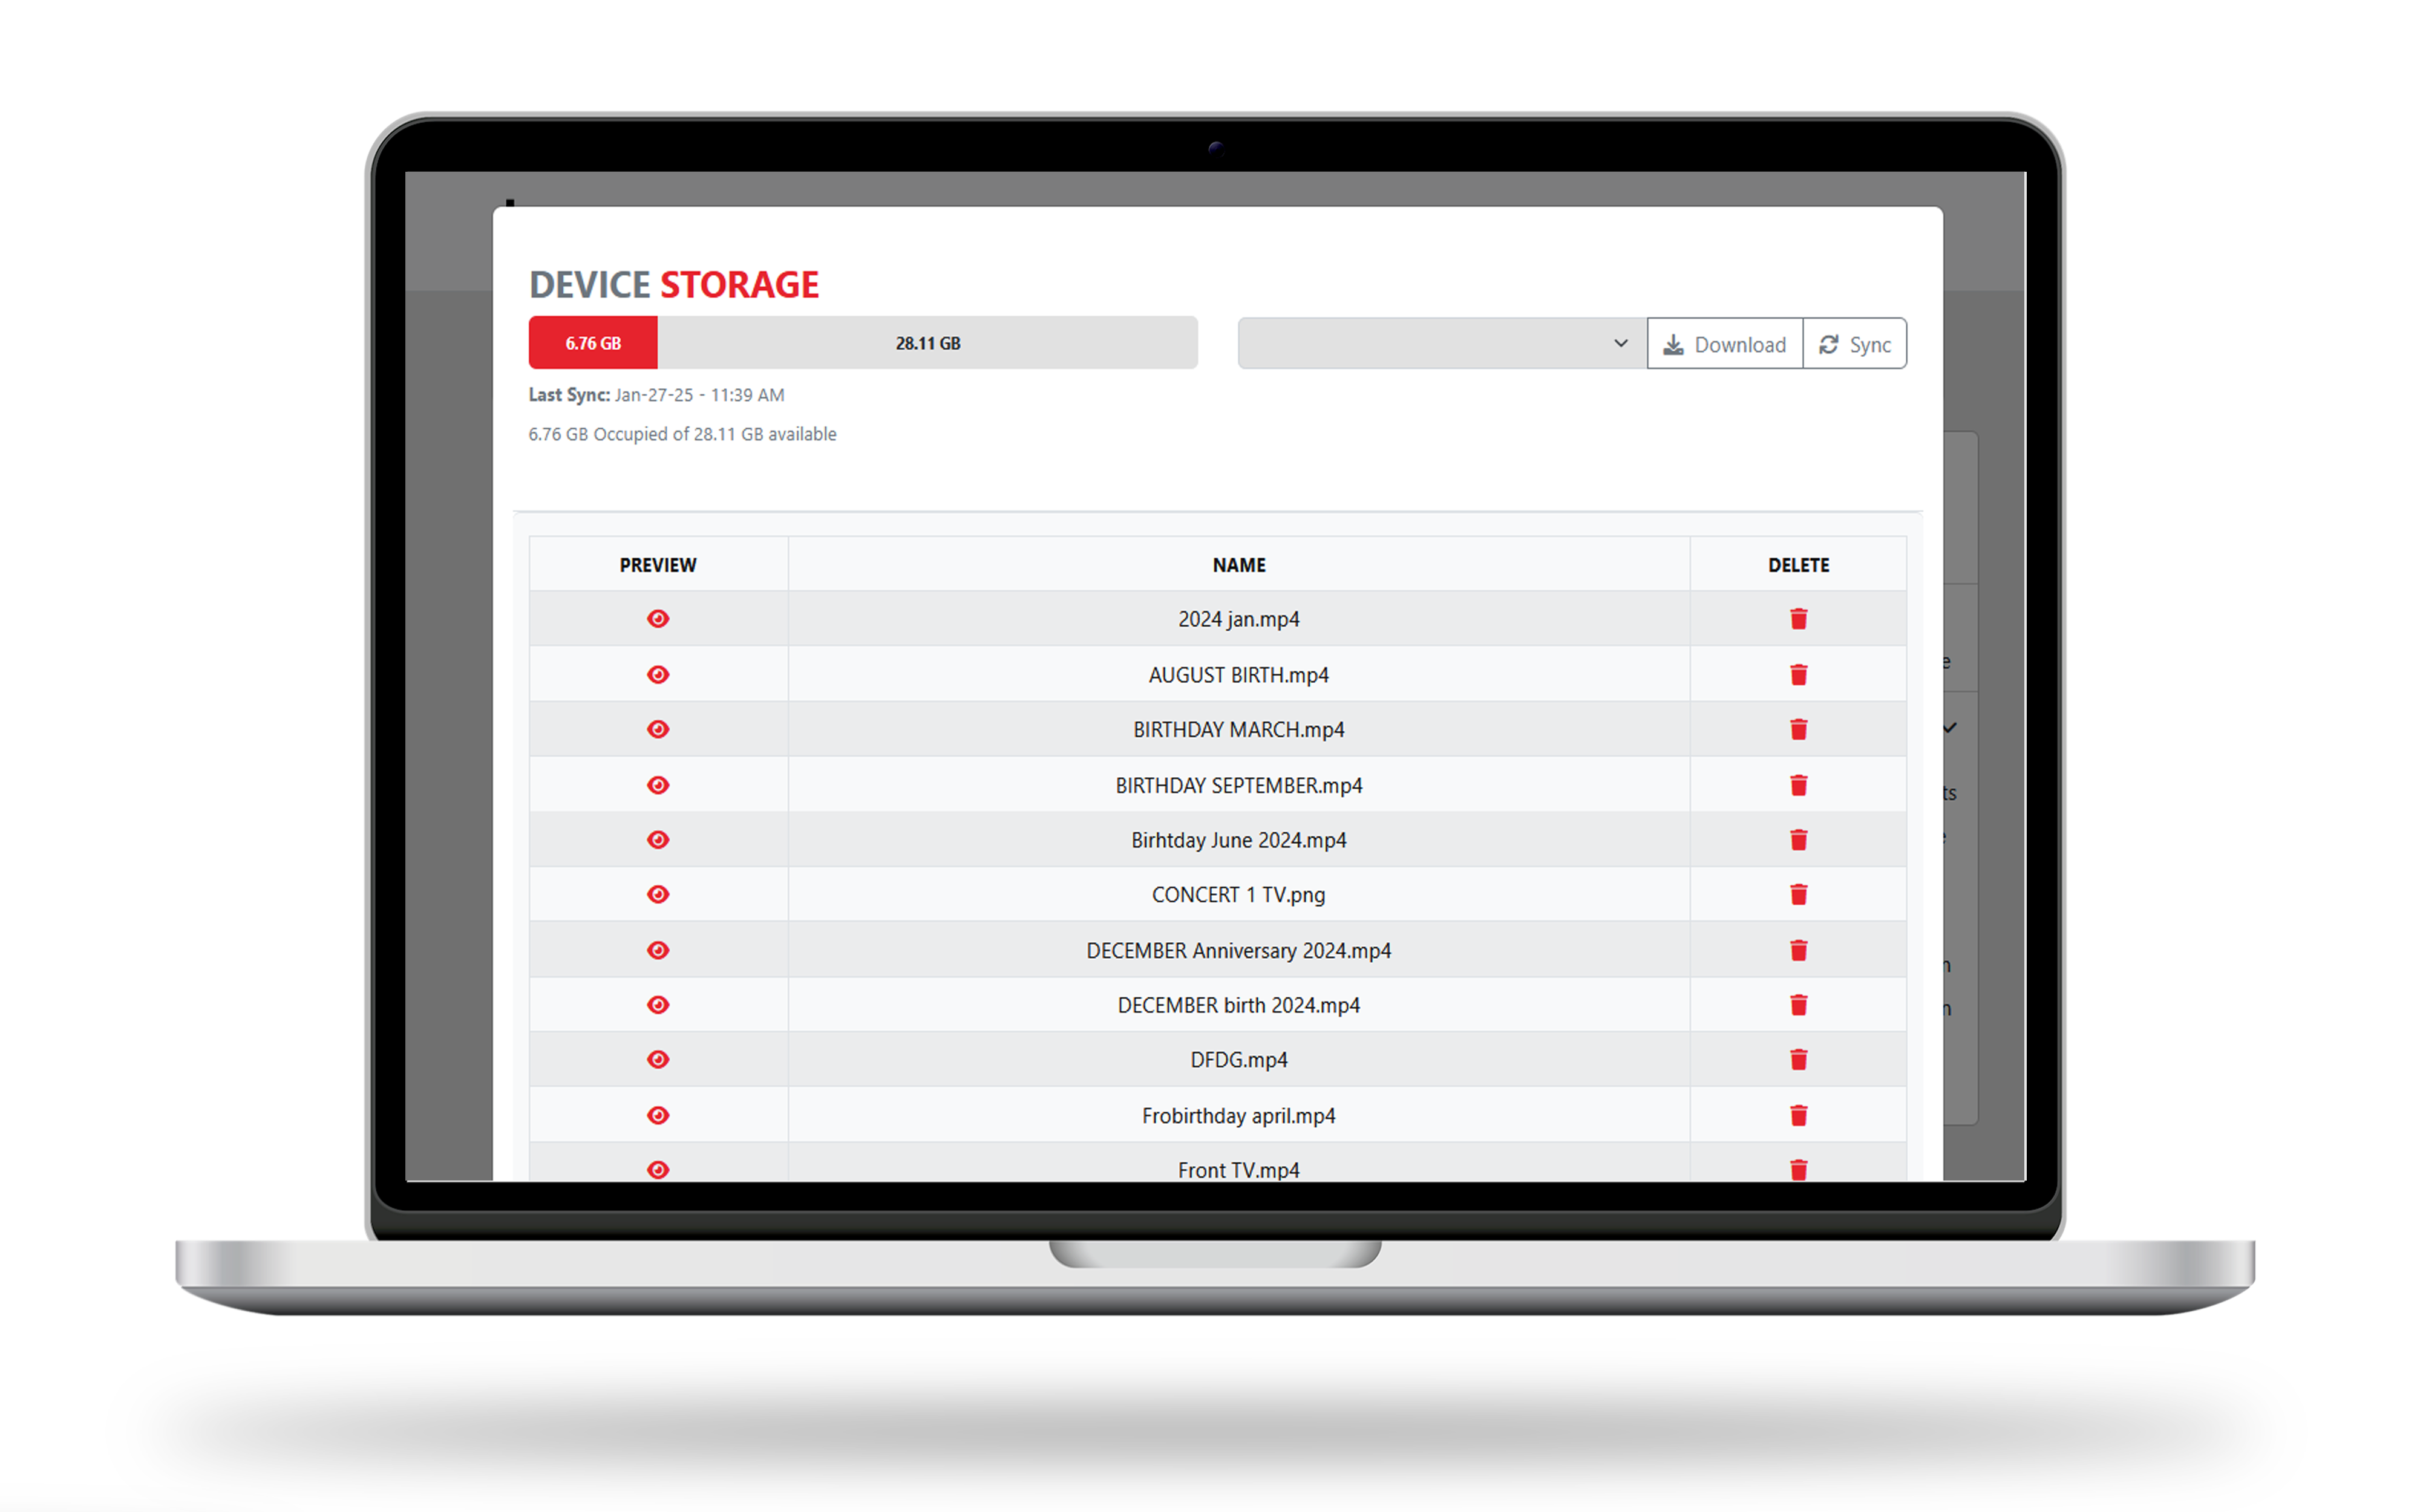 DEVICE STORAGE
6.76 GB 28.11 GB
Download Sync
Last Sync: Jan-27-25 - 11:39 AM
6.76 GB Occupied of 28.11 GB available
PREVIEW NAME DELETE
2024 jan.mp4
AUGUST BIRTH.mp4
BIRTHDAY MARCH.mp4
BIRTHDAY SEPTEMBER.mp4
Birhtday June 2024.mp4
CONCERT 1 TV.png
DECEMBER Anniversary 2024.mp4
DECEMBER birth 2024.mp4
DFDG.mp4
Frobirthday april.mp4
Front TV.mp4